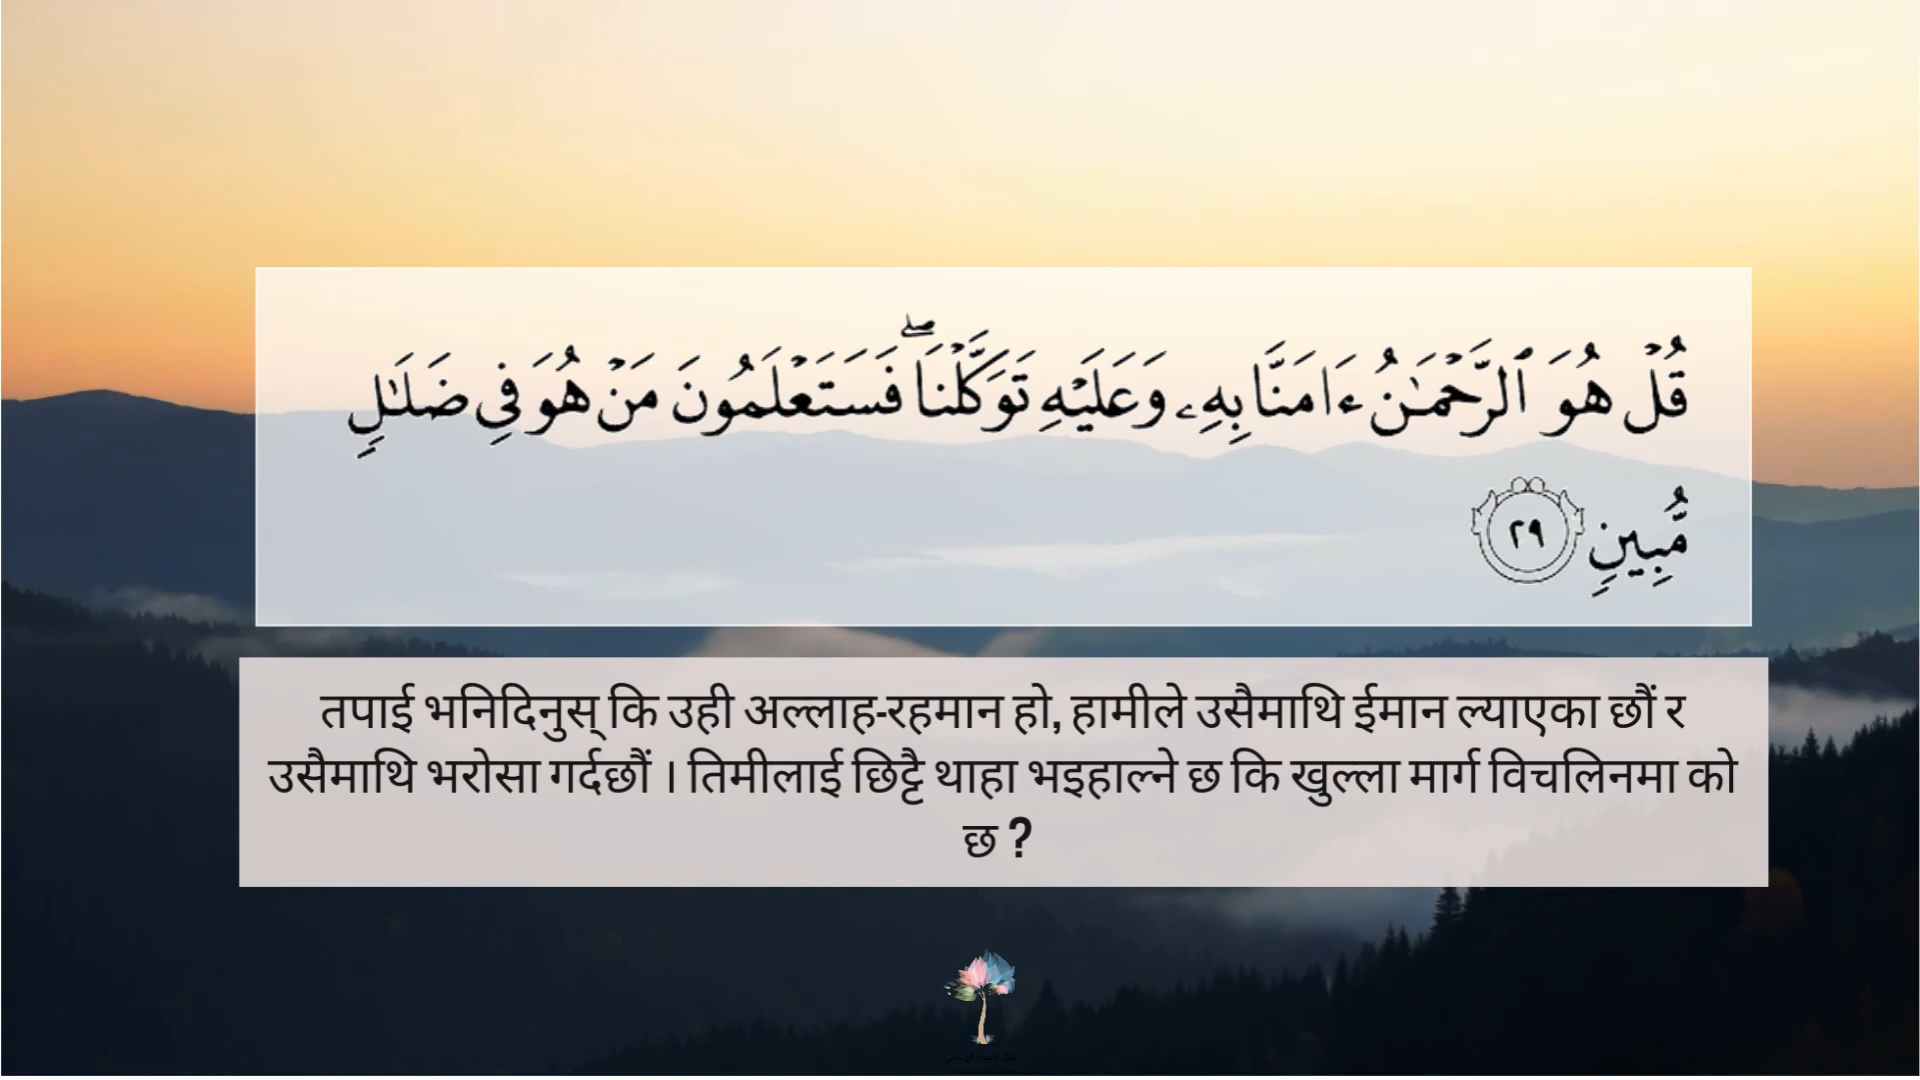 قُلۡ هُوَ ٱلرَّحۡمَـٰنُ ءَامَنَّا بِهِۦ وَعَلَيۡهِ تَوَكَّلۡنَاۖ فَسَتَعۡلَمُونَ مَنۡ هُوَ فِي ضَلَـٰلٖ
مُّبِينٖ ٢٩
तपाई भनिदिनुस् कि उही अल्लाह-रहमान हो, हामीले उसैमाथि ईमान ल्याएका छौं र
उसैमाथि भरोसा गर्दछौं । तिमीलाई छिट्टै थाहा भइहाल्ने छ कि खुल्ला मार्ग विचलिनमा को
छ ?